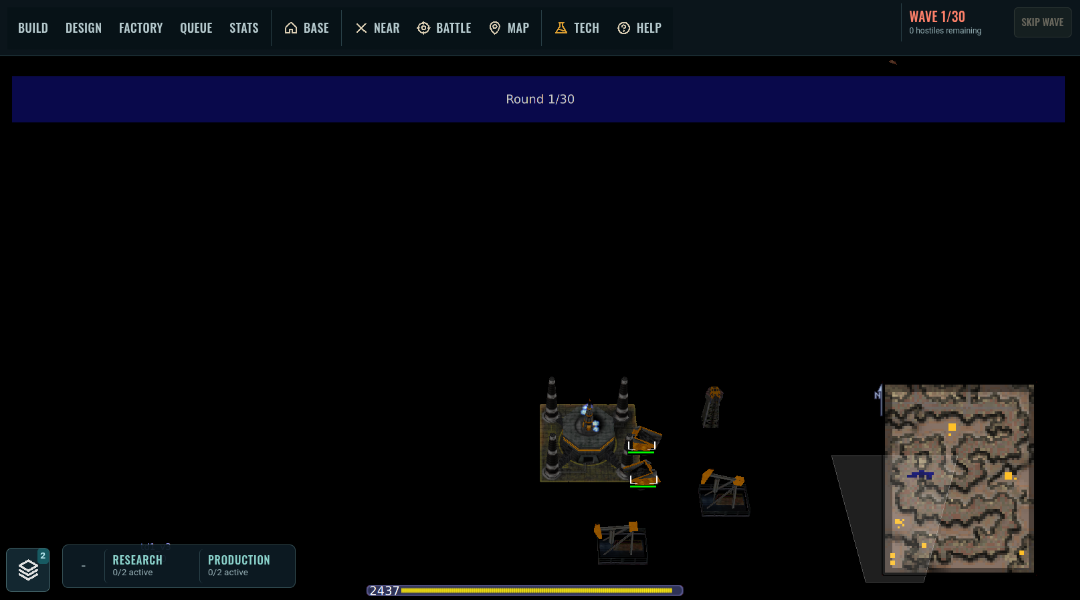 BUILD DESIGN FACTORY QUEUE STATS BASE NEAR BATTLE MAP TECH HELP
WAVE 1/30
0 hostiles remaining
SKIP WAVE
Round 1/30
N
2
-
RESEARCH
0/2 active
PRODUCTION
0/2 active
2437